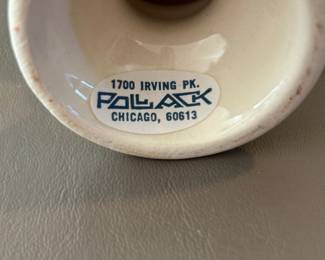 1700 IRVING PK.
POLLACK
CHICAGO, 60613